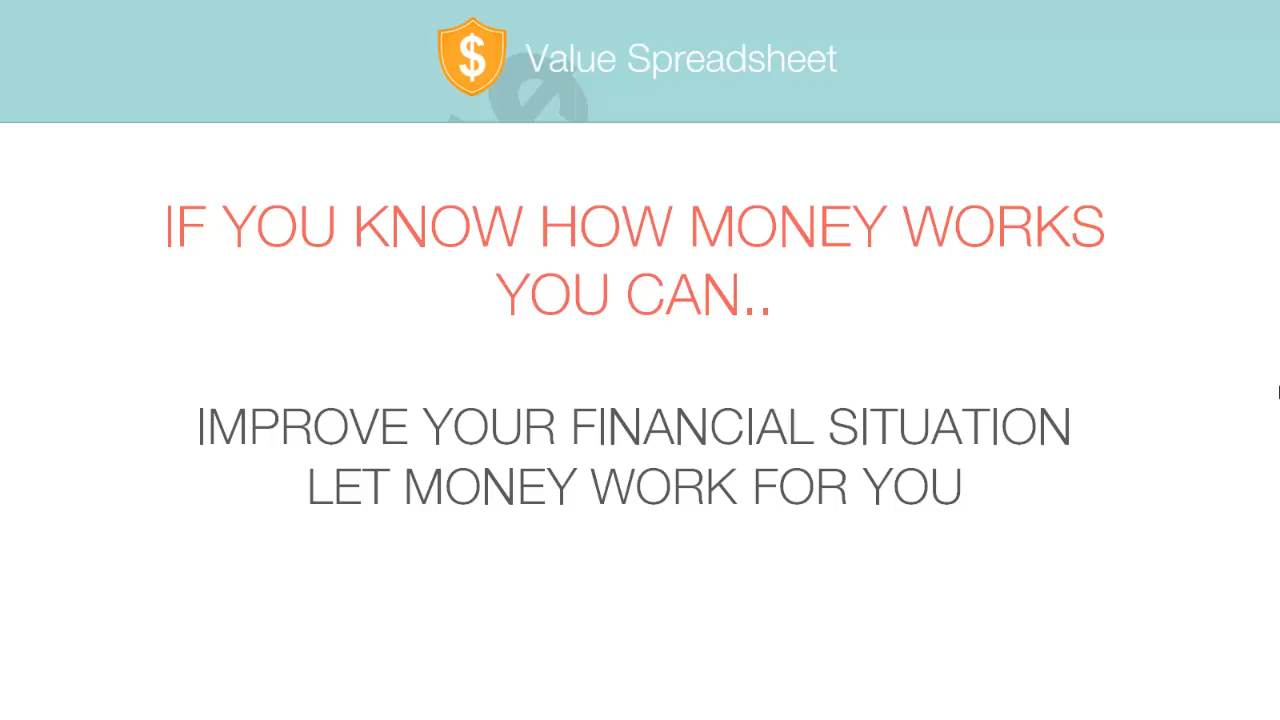 $ Value Spreadsheet
IF YOU KNOW HOW MONEY WORKS
YOU CAN..
IMPROVE YOUR FINANCIAL SITUATION
LET MONEY WORK FOR YOU